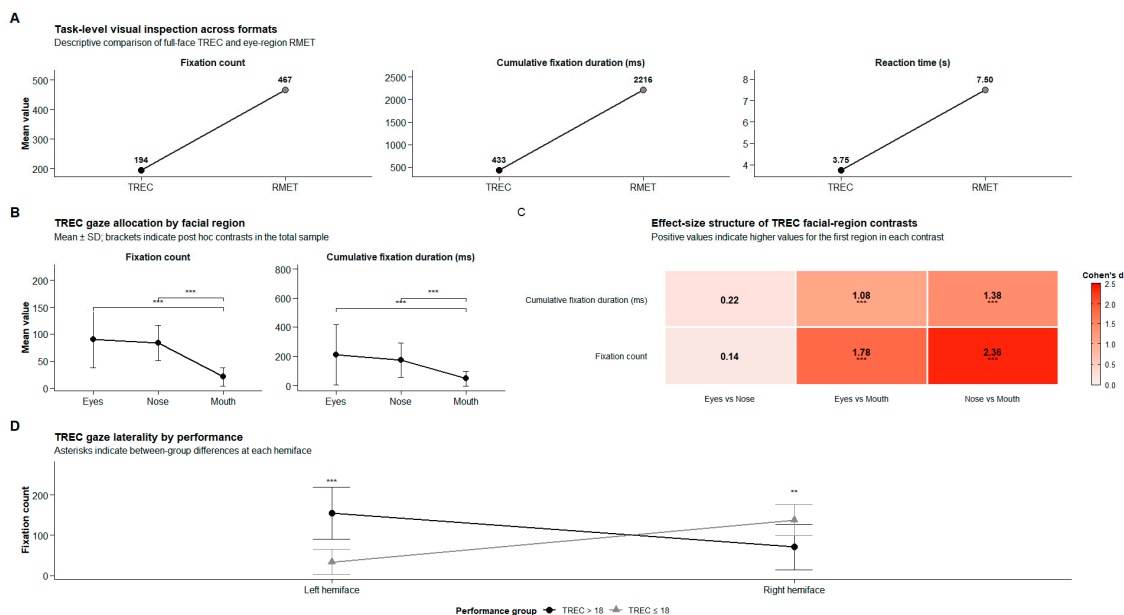 A
Task-level visual inspection across formats
Descriptive comparison of full-face TREC and eye-region RMET
Fixation count
Mean value
500
400
300
200
194
467
TREC
RMET
Cumulative fixation duration (ms)
2500
2000
1500
1000
500
433
2216
TREC
RMET
Reaction time (s)
8
7
6
5
4
3.75
7.50
TREC
RMET
B
TREC gaze allocation by facial region
Mean ± SD; brackets indicate post hoc contrasts in the total sample
Fixation count
Mean value
200
150
100
50
0
***
***
Eyes
Nose
Mouth
Cumulative fixation duration (ms)
800
600
400
200
0
***
***
Eyes
Nose
Mouth
C
Effect-size structure of TREC facial-region contrasts
Positive values indicate higher values for the first region in each contrast
Cumulative fixation duration (ms)
0.22
1.08
***
1.38
***
Fixation count
0.14
1.78
***
2.36
***
Eyes vs Nose
Eyes vs Mouth
Nose vs Mouth
Cohen's d
2.5
2.0
1.5
1.0
0.5
0.0
D
TREC gaze laterality by performance
Asterisks indicate between-group differences at each hemiface
Fixation count
200
100
0
***
**
Left hemiface
Right hemiface
Performance group
TREC > 18
TREC ≤ 18